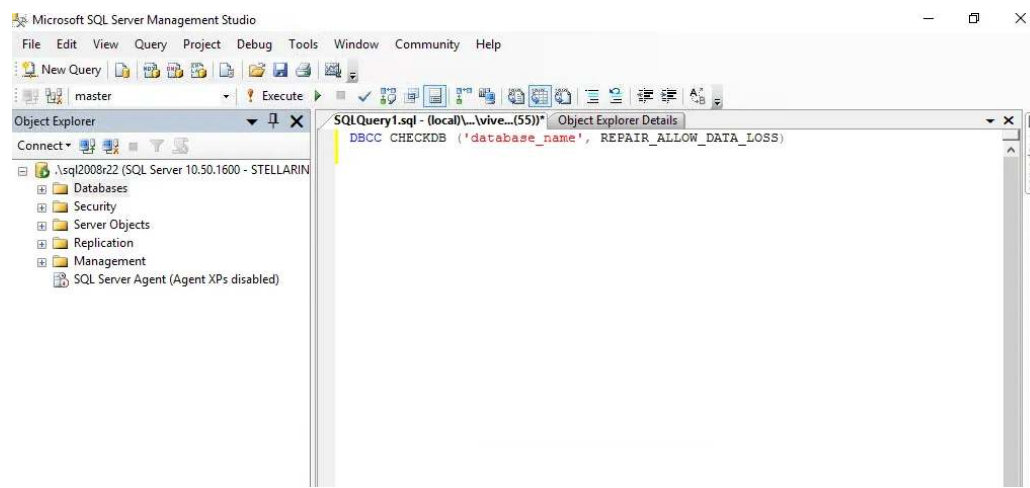 Microsoft SQL Server Management Studio
File Edit View Query Project Debug Tools Window Community Help
New Query
master Execute
Object Explorer
SQLQuery1.sql - (local)\...\vive...(55))* Object Explorer Details
Connect
DBCC CHECKDB ('database_name', REPAIR_ALLOW_DATA_LOSS)
.\sql2008r22 (SQL Server 10.50.1600 - STELLARIN
Databases
Security
Server Objects
Replication
Management
SQL Server Agent (Agent XPs disabled)